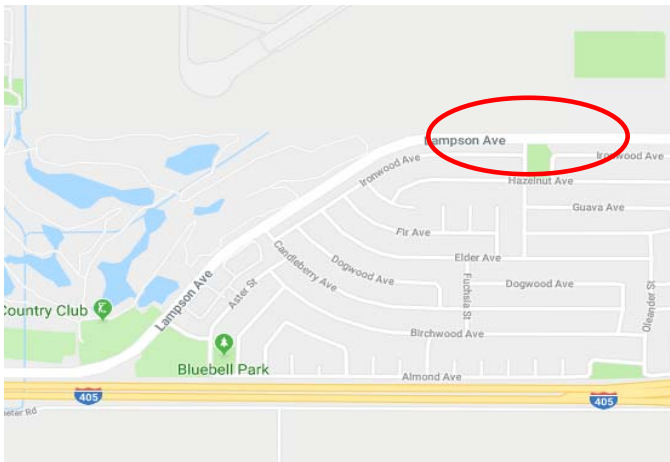 Lampson Ave
Ironwood Ave
Ironwood Ave
Hazelnut Ave
Guava Ave
Fir Ave
Elder Ave
Candleberry Ave
Dogwood Ave
Dogwood Ave
Aster St
Fuchsia St
Oleander St
Lampson Ave
Country Club
Birchwood Ave
Bluebell Park
Almond Ave
405
405
Rd